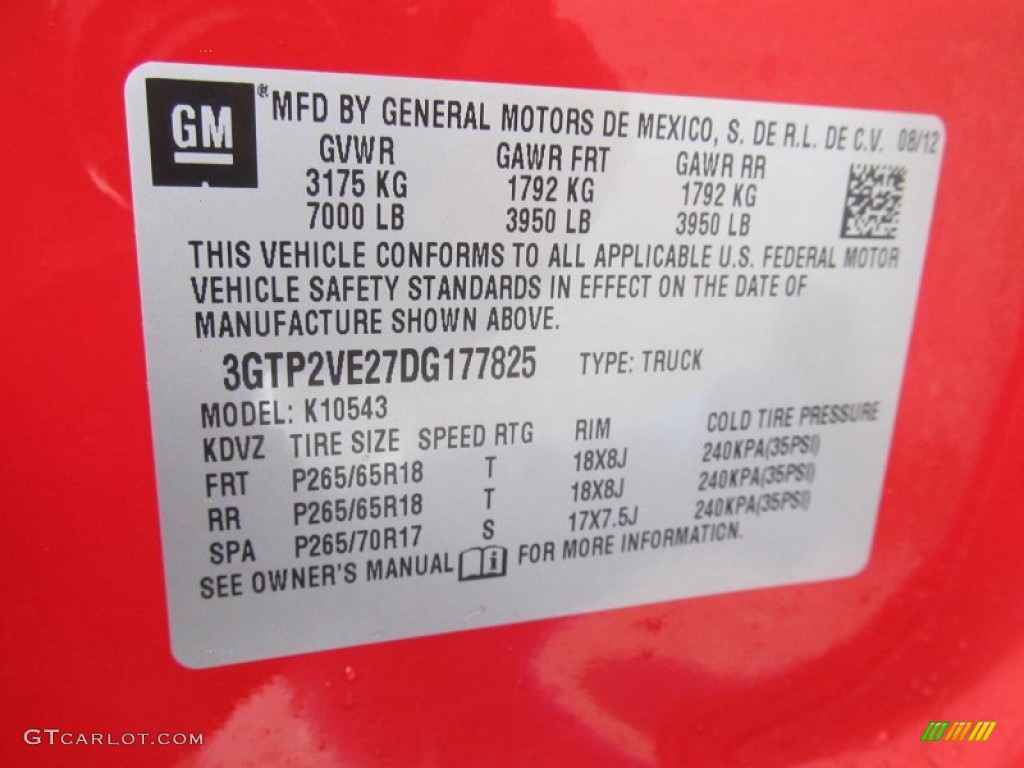 GM ® MFD BY GENERAL MOTORS DE MEXICO, S. DE R.L. DE C.V. 08/12
GVWR GAWR FRT GAWR RR
3175 KG 1792 KG 1792 KG
7000 LB 3950 LB 3950 LB
THIS VEHICLE CONFORMS TO ALL APPLICABLE U.S. FEDERAL MOTOR
VEHICLE SAFETY STANDARDS IN EFFECT ON THE DATE OF
MANUFACTURE SHOWN ABOVE.
3GTP2VE27DG177825 TYPE: TRUCK
MODEL: K10543
KDVZ TIRE SIZE SPEED RTG RIM COLD TIRE PRESSURE
FRT P265/65R18 T 18X8J 240KPA(35PSI)
RR P265/65R18 T 18X8J 240KPA(35PSI)
SPA P265/70R17 S 17X7.5J 240KPA(35PSI)
SEE OWNER'S MANUAL i FOR MORE INFORMATION.
GTCARLOT.COM